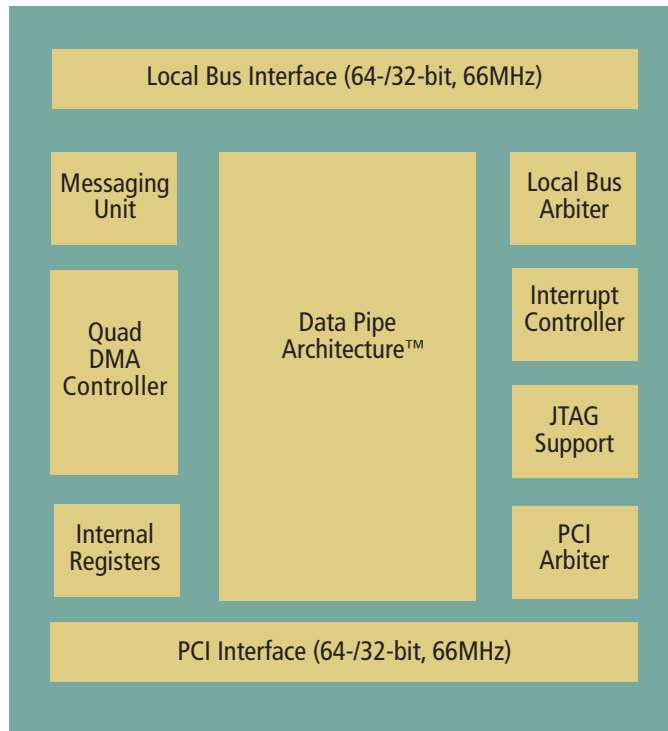 Local Bus Interface (64-/32-bit, 66MHz)
Messaging
Unit
Quad
DMA
Controller
Internal
Registers
Data Pipe
Architecture™
Local Bus
Arbiter
Interrupt
Controller
JTAG
Support
PCI
Arbiter
PCI Interface (64-/32-bit, 66MHz)